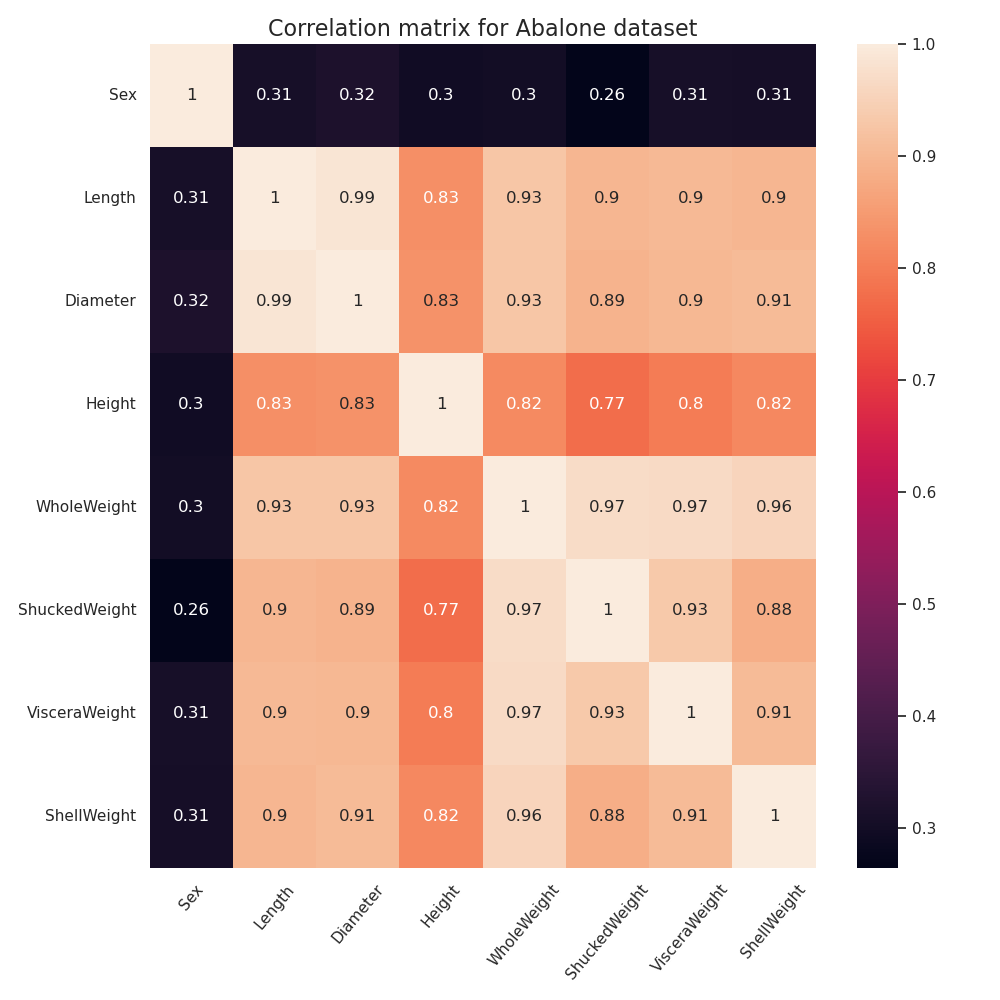 Correlation matrix for Abalone dataset
Sex 1 0.31 0.32 0.3 0.3 0.26 0.31 0.31
Length 0.31 1 0.99 0.83 0.93 0.9 0.9 0.9
Diameter 0.32 0.99 1 0.83 0.93 0.89 0.9 0.91
Height 0.3 0.83 0.83 1 0.82 0.77 0.8 0.82
WholeWeight 0.3 0.93 0.93 0.82 1 0.97 0.97 0.96
ShuckedWeight 0.26 0.9 0.89 0.77 0.97 1 0.93 0.88
VisceraWeight 0.31 0.9 0.9 0.8 0.97 0.93 1 0.91
ShellWeight 0.31 0.9 0.91 0.82 0.96 0.88 0.91 1
Sex Length Diameter Height WholeWeight ShuckedWeight VisceraWeight ShellWeight
1.0
0.9
0.8
0.7
0.6
0.5
0.4
0.3